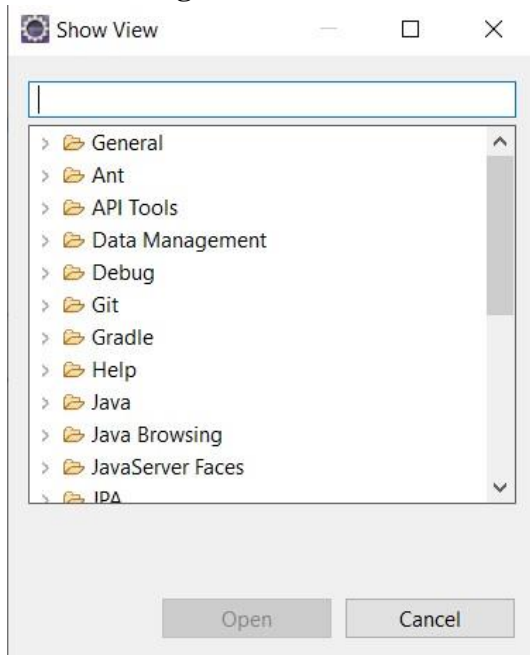 Show View
General
Ant
API Tools
Data Management
Debug
Git
Gradle
Help
Java
Java Browsing
JavaServer Faces
JPA
Open
Cancel